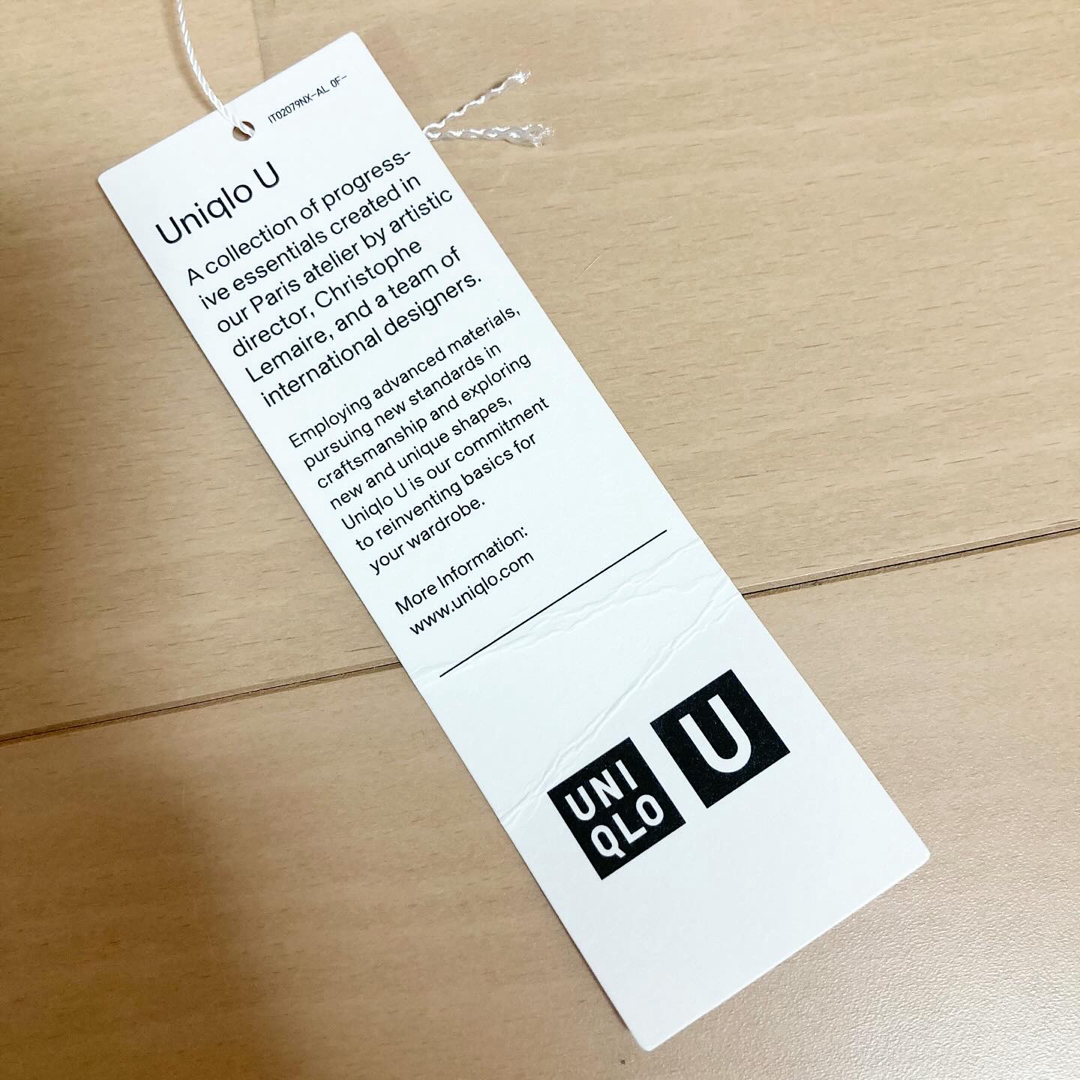 IT02079NX-AL 0F-
Uniqlo U
A collection of progress-
ive essentials created in
our Paris atelier by artistic
director, Christophe
Lemaire, and a team of
international designers.
Employing advanced materials,
pursuing new standards in
craftsmanship and exploring
new and unique shapes,
Uniqlo U is our commitment
to reinventing basics for
your wardrobe.
More Information:
www.uniqlo.com
UNI
QLO
U